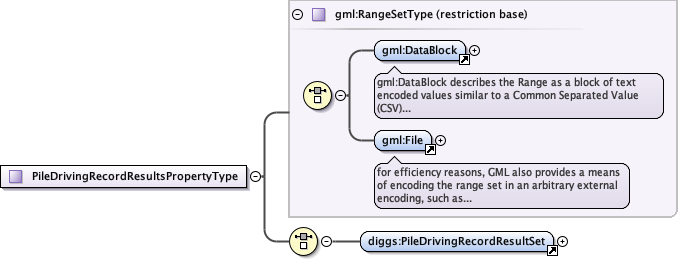 gml:RangeSetType (restriction base)
gml:DataBlock
gml:DataBlock describes the Range as a block of text
encoded values similar to a Common Separated Value
(CSV)...
gml:File
for efficiency reasons, GML also provides a means
of encoding the range set in an arbitrary external
encoding, such as...
PileDrivingRecordResultsPropertyType
diggs:PileDrivingRecordResultSet